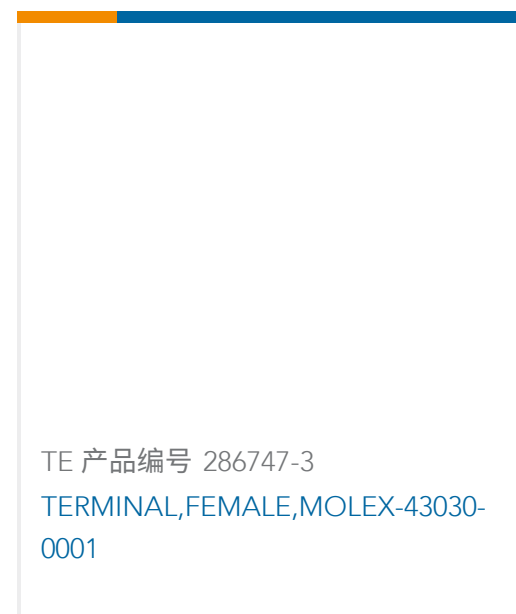 TE 产品编号 286747-3
TERMINAL,FEMALE,MOLEX-43030-
0001